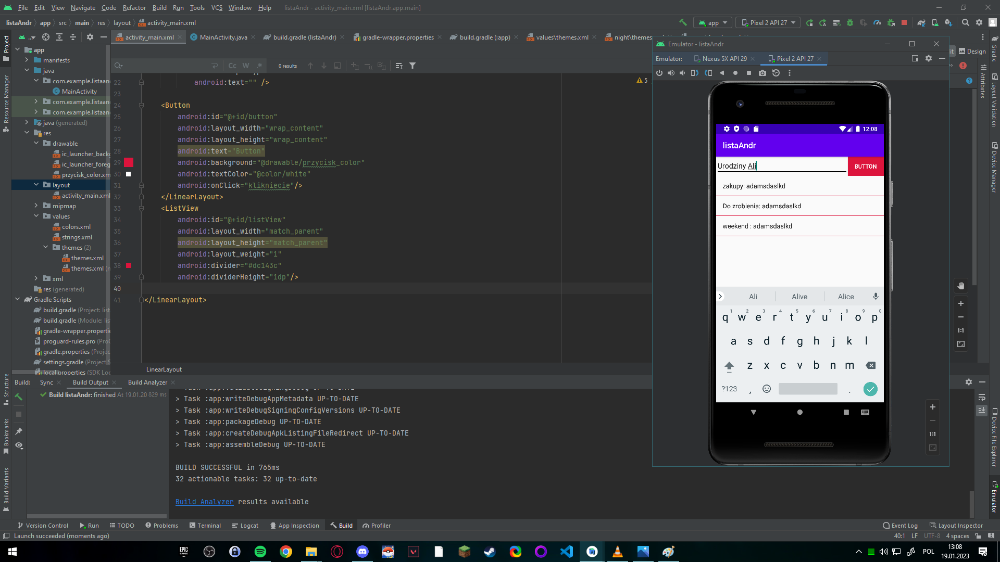 File Edit View Navigate Code Refactor Build Run Tools VCS Window Help listaAndr - activity_main.xml [listaAndr.app.main]
listaAndr app src main res layout activity_main.xml app Pixel 2 API 27
activity_main.xml MainActivity.java build.gradle (listaAndr) gradle-wrapper.properties build.gradle (:app) values\themes.xml night\themes
Project
Resource Manager
Structure
Bookmarks
Build Variants
app
manifests
java
com.example.listaan
MainActivity
com.example.listaan
com.example.listaan
java (generated)
res
drawable
ic_launcher_backg
ic_launcher_foreg
przycisk_color.xm
layout
activity_main.xml
mipmap
values
colors.xml
strings.xml
themes (2)
themes.xml
themes.xml (n
xml
res (generated)
Gradle Scripts
build.gradle (Project: list
build.gradle (Module: lis
gradle-wrapper.propertie
proguard-rules.pro (ProG
gradle.properties (Projec
settings.gradle (Project S
local.properties (SDK Loc
Cc W .* 0 results
5
22 android:text="" />
23
24 <Button
25 android:id="@+id/button"
26 android:layout_width="wrap_content"
27 android:layout_height="wrap_content"
28 android:text="Button"
29 android:background="@drawable/przycisk_color"
30 android:textColor="@color/white"
31 android:onClick="klikniecie"/>
32 </LinearLayout>
33 <ListView
34 android:id="@+id/listView"
35 android:layout_width="match_parent"
36 android:layout_height="match_parent"
37 android:layout_weight="1"
38 android:divider="#dc143c"
39 android:dividerHeight="1dp"/>
40
41 </LinearLayout>
LinearLayout
Emulator - listaAndr
Emulator: Nexus 5X API 29 Pixel 2 API 27
12:08
listaAndr
Urodziny Ali BUTTON
zakupy: adamsdaslkd
Do zrobienia: adamsdaslkd
weekend : adamsdaslkd
Ali Alive Alice
1 2 3 4 5 6 7 8 9 0
q w e r t y u i o p
a s d f g h j k l
z x c v b n m
?123 , .
1:1
1:1
Design
Gradle
Attributes
Layout Validation
Device Manager
Device File Explorer
Emulator
Build: Sync Build Output Build Analyzer
Build listaAndr: finished At 19.01.20 829 ms
> Task :app:writeDebugAppMetadata UP-TO-DATE
> Task :app:writeDebugSigningConfigVersions UP-TO-DATE
> Task :app:packageDebug UP-TO-DATE
> Task :app:createDebugApkListingFileRedirect UP-TO-DATE
> Task :app:assembleDebug UP-TO-DATE
BUILD SUCCESSFUL in 765ms
32 actionable tasks: 32 up-to-date
Build Analyzer results available
Version Control Run TODO Problems Terminal Logcat App Inspection Build Profiler Event Log Layout Inspector
Launch succeeded (moments ago) 40:1 LF UTF-8 4 spaces
EPIC GAMES
POL
13:08
19.01.2023